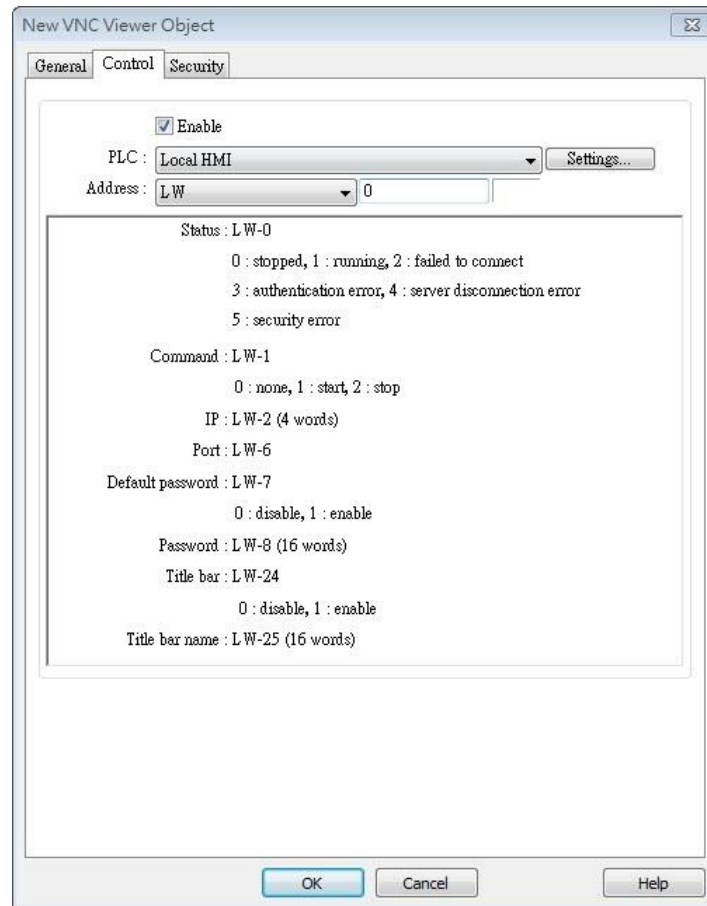 New VNC Viewer Object
General Control Security
Enable
PLC : Local HMI Settings...
Address : LW 0
Status : LW-0
0 : stopped, 1 : running, 2 : failed to connect
3 : authentication error, 4 : server disconnection error
5 : security error
Command : LW-1
0 : none, 1 : start, 2 : stop
IP : LW-2 (4 words)
Port : LW-6
Default password : LW-7
0 : disable, 1 : enable
Password : LW-8 (16 words)
Title bar : LW-24
0 : disable, 1 : enable
Title bar name : LW-25 (16 words)
OK Cancel Help